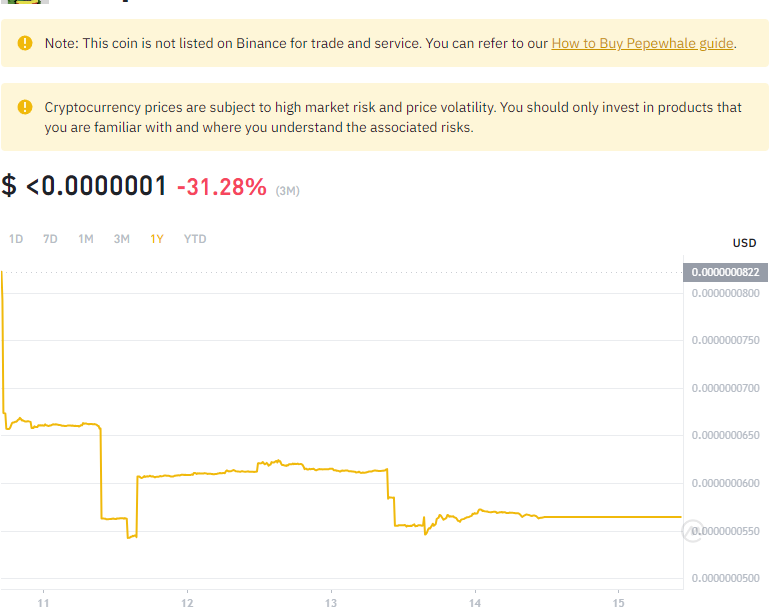 Note: This coin is not listed on Binance for trade and service. You can refer to our How to Buy Pepewhale guide.
Cryptocurrency prices are subject to high market risk and price volatility. You should only invest in products that
you are familiar with and where you understand the associated risks.
$ <0.0000001 -31.28% (3M)
1D 7D 1M 3M 1Y YTD
USD
0.0000000822
0.0000000800
0.0000000750
0.0000000700
0.0000000650
0.0000000600
0.0000000550
0.0000000500
11 12 13 14 15